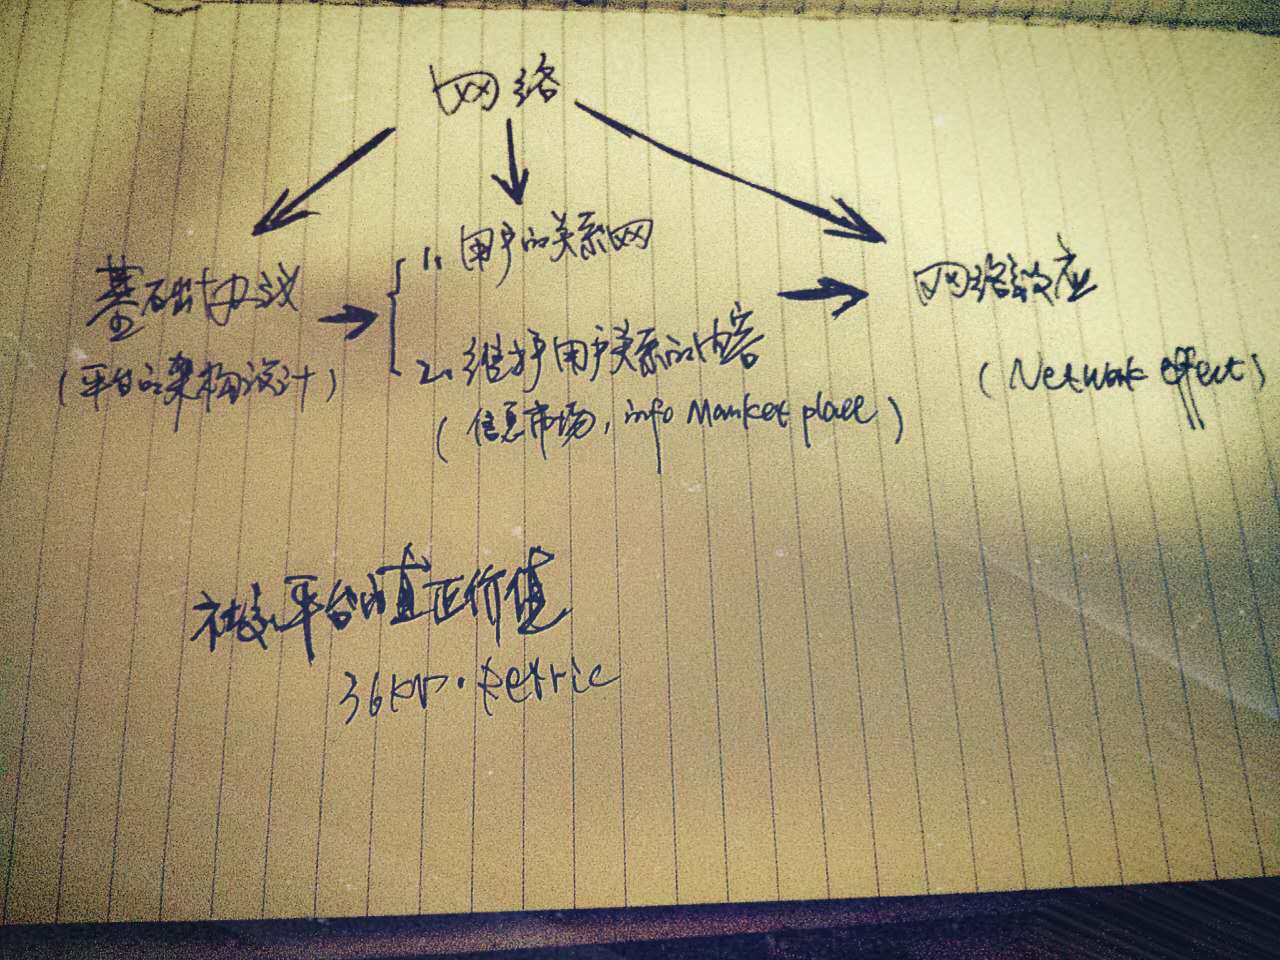 网络
基础协议
(平台的架构设计)
1. 用户的关系网
2. 维护用户关系的内容
(信息市场, info Market place)
网络效应
(Network effect)
社交平台的真正价值
36Kr·retric